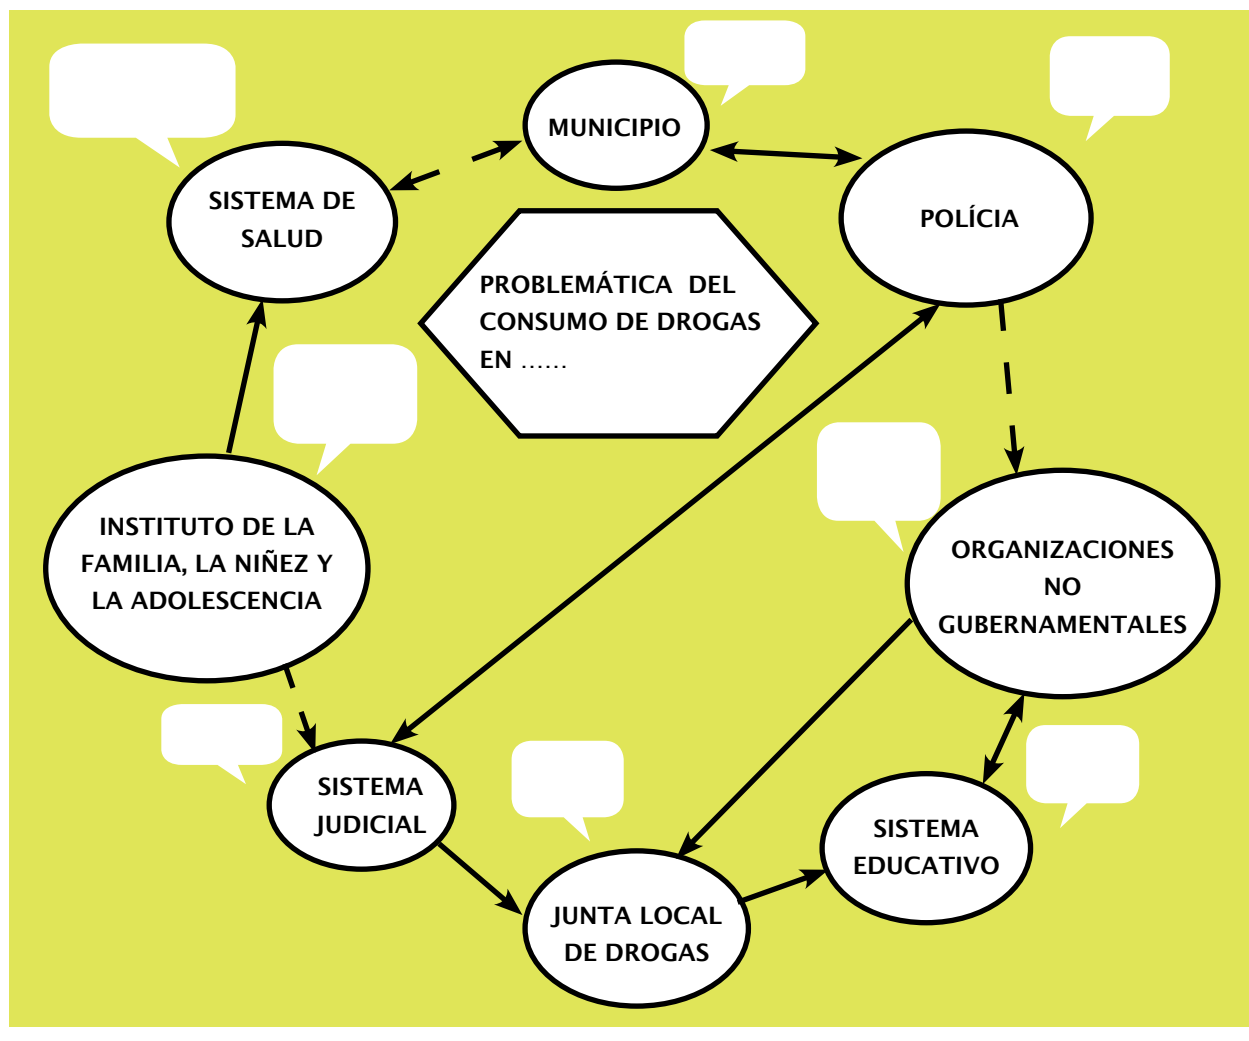 MUNICIPIO
SISTEMA DE
SALUD
POLÍCIA
PROBLEMÁTICA  DEL
CONSUMO DE DROGAS
EN ......
INSTITUTO DE LA
FAMILIA, LA NIÑEZ Y
LA ADOLESCENCIA
ORGANIZACIONES
NO
GUBERNAMENTALES
SISTEMA
JUDICIAL
SISTEMA
EDUCATIVO
JUNTA LOCAL
DE DROGAS